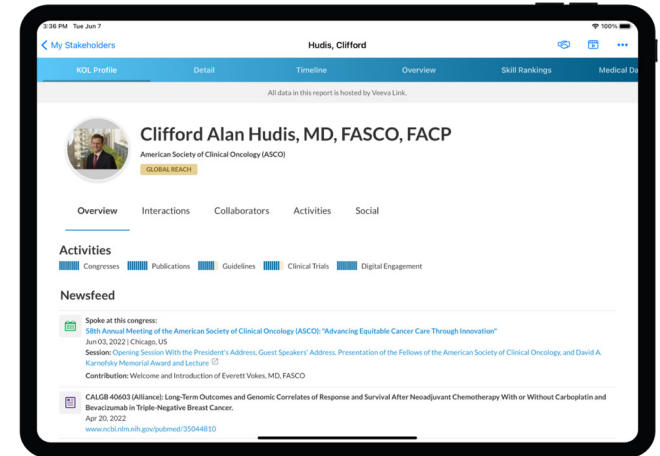 3:36 PM Tue Jun 7
100%
My Stakeholders
Hudis, Clifford
KOL Profile
Detail
Timeline
Overview
Skill Rankings
Medical Da
All data in this report is hosted by Veeva Link.
Clifford Alan Hudis, MD, FASCO, FACP
American Society of Clinical Oncology (ASCO)
GLOBAL REACH
Overview
Interactions
Collaborators
Activities
Social
Activities
Congresses
Publications
Guidelines
Clinical Trials
Digital Engagement
Newsfeed
Spoke at this congress:
58th Annual Meeting of the American Society of Clinical Oncology (ASCO): "Advancing Equitable Cancer Care Through Innovation"
Jun 03, 2022 | Chicago, US
Session: Opening Session With the President's Address, Guest Speakers' Address, Presentation of the Fellows of the American Society of Clinical Oncology, and David A.
Karnofsky Memorial Award and Lecture
Contribution: Welcome and Introduction of Everett Vokes, MD, FASCO
CALGB 40603 (Alliance): Long-Term Outcomes and Genomic Correlates of Response and Survival After Neoadjuvant Chemotherapy With or Without Carboplatin and
Bevacizumab in Triple-Negative Breast Cancer.
Apr 20, 2022
www.ncbi.nlm.nih.gov/pubmed/35044810